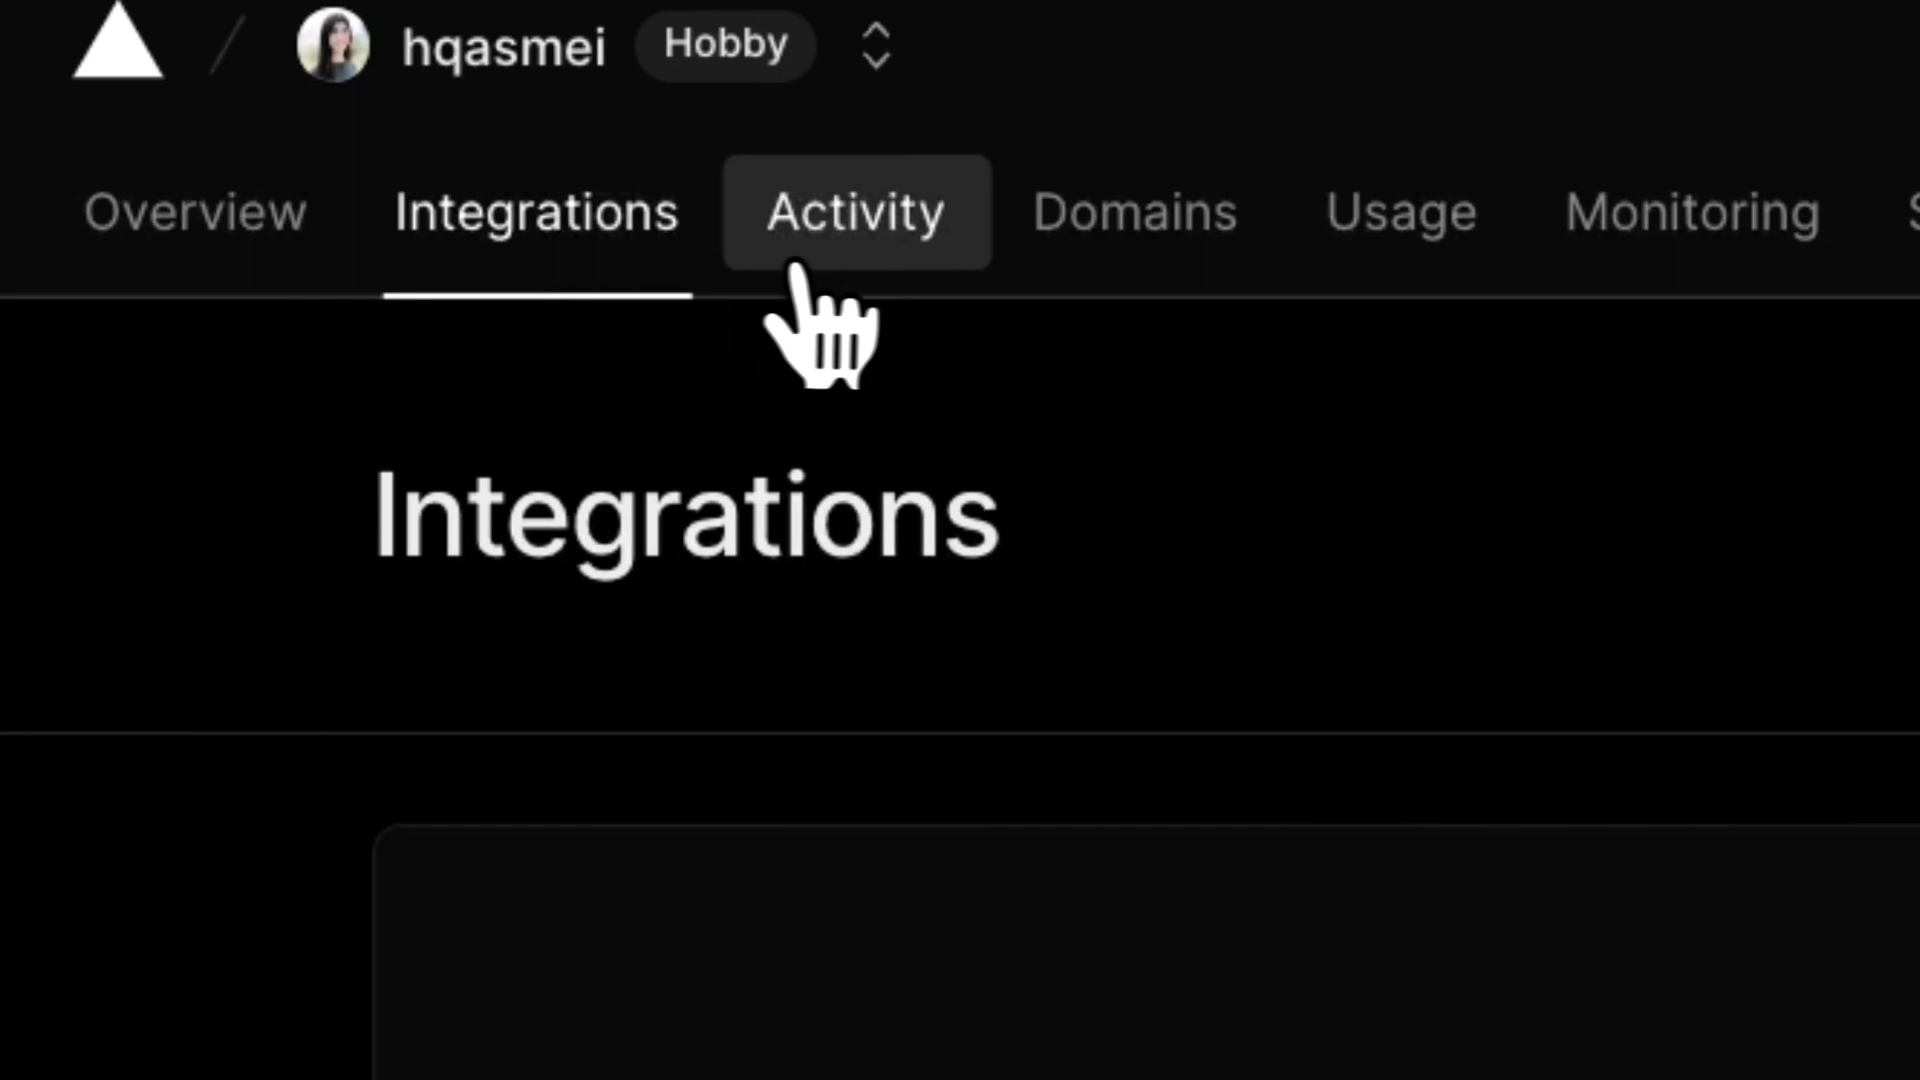 hqasmei Hobby
Overview Integrations Activity Domains Usage Monitoring
Integrations